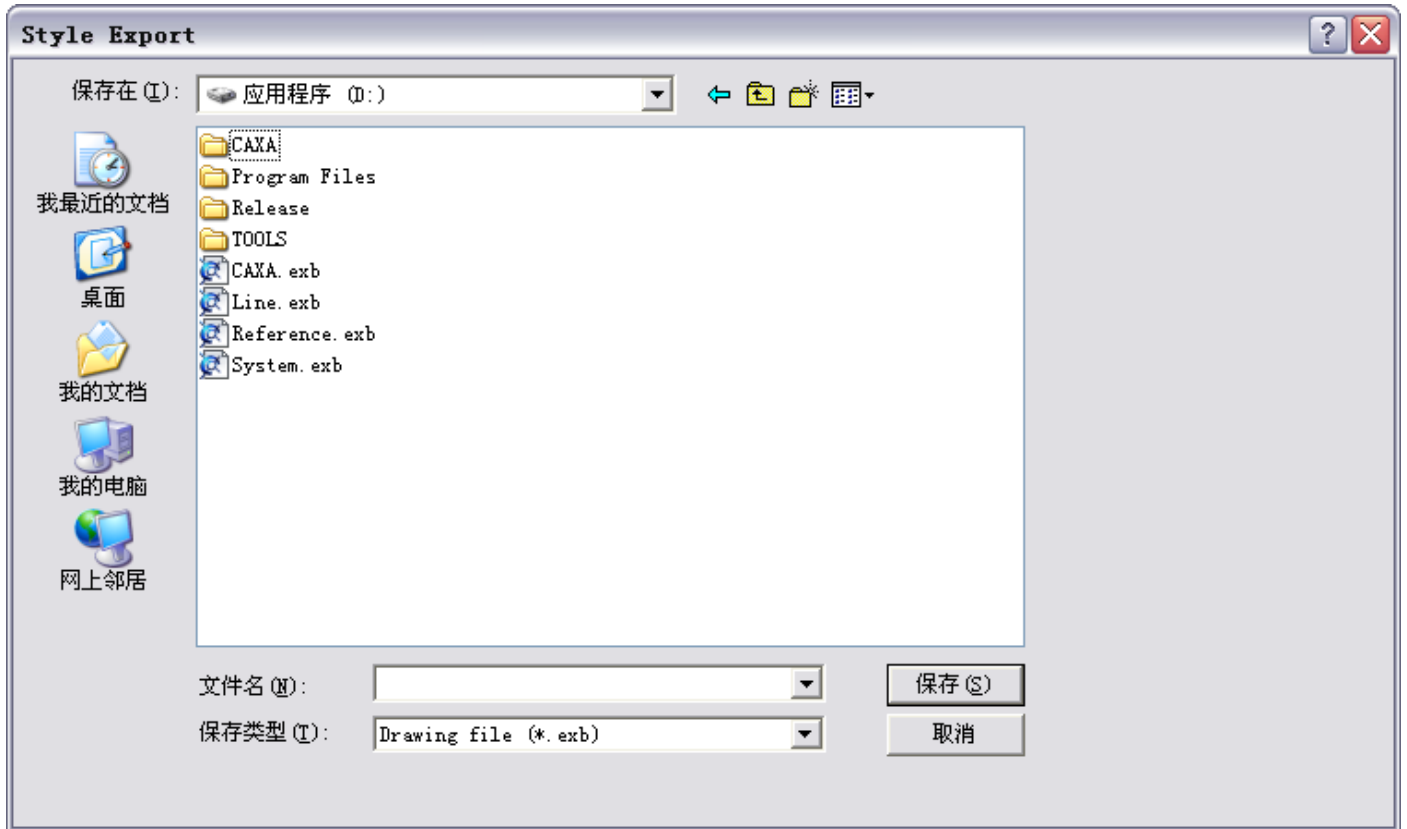 Style Export
保存在(I):
应用程序 (D:)
我最近的文档
桌面
我的文档
我的电脑
网上邻居
CAXA
Program Files
Release
TOOLS
CAXA.exb
Line.exb
Reference.exb
System.exb
文件名(N):
保存(S)
保存类型(T):
Drawing file (*.exb)
取消